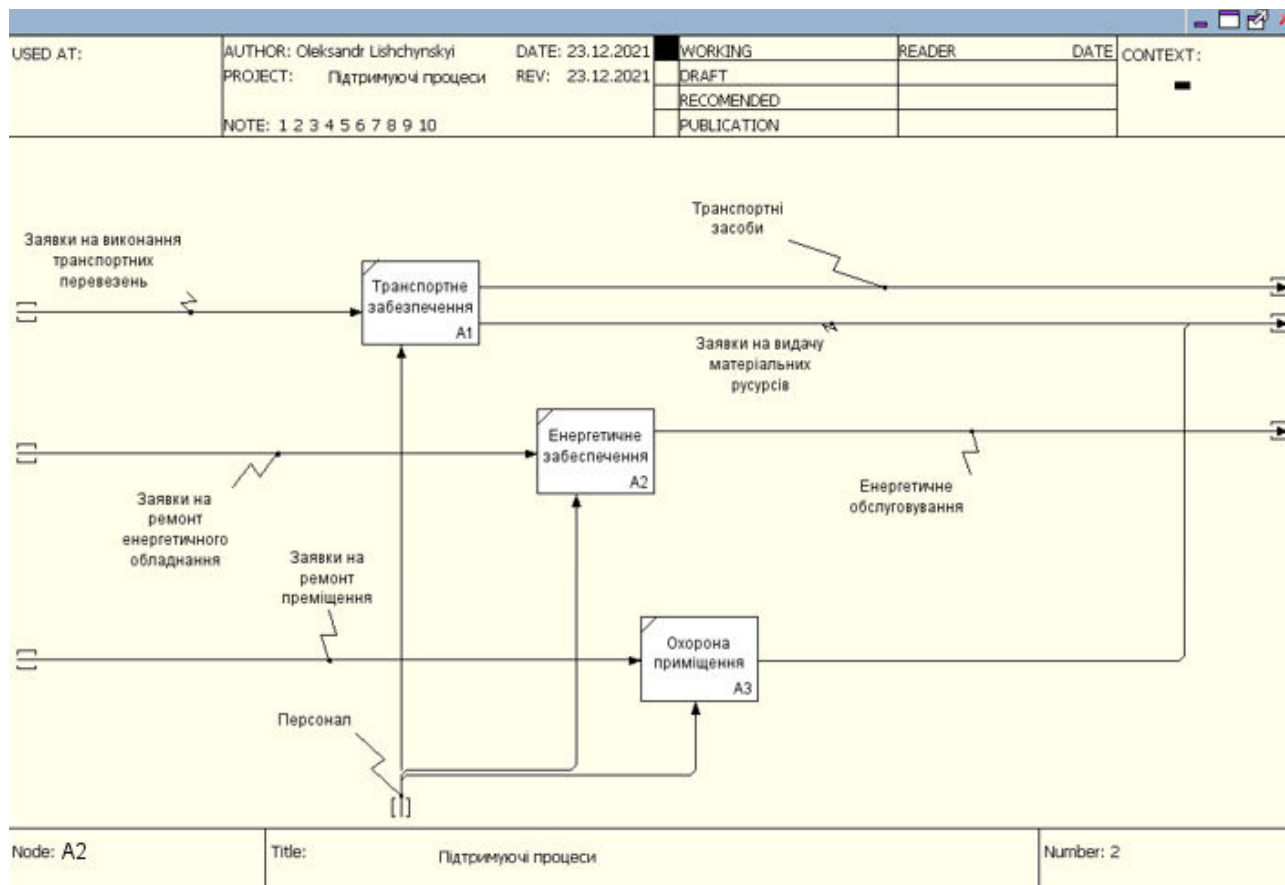 USED AT:
AUTHOR: Oleksandr Lishchynskyi
DATE: 23.12.2021
WORKING
READER
DATE
CONTEXT:
PROJECT: Підтримуючі процеси
REV: 23.12.2021
DRAFT
RECOMENDED
NOTE: 1 2 3 4 5 6 7 8 9 10
PUBLICATION
Транспортні
засоби
Заявки на виконання
транспортних
перевезень
Транспортне
забезпечення
A1
Заявки на видачу
матеріальних
русурсів
Енергетичне
забеспечення
A2
Енергетичне
обслуговування
Заявки на
ремонт
енергетичного
обладнання
Заявки на
ремонт
преміщення
Охорона
приміщення
A3
Персонал
Node: A2
Title: Підтримуючі процеси
Number: 2